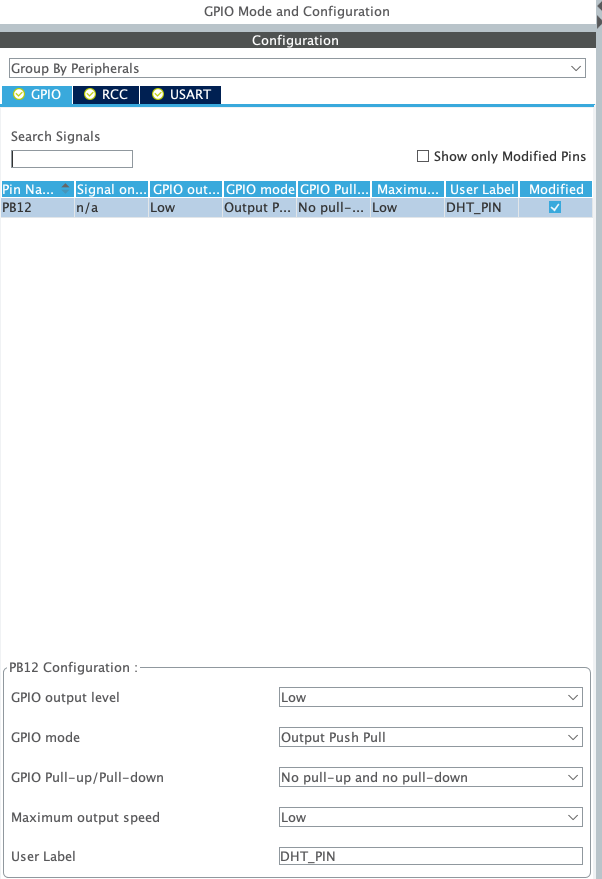 GPIO Mode and Configuration
Configuration
Group By Peripherals
GPIO RCC USART
Search Signals
Show only Modified Pins
Pin Na... Signal on... GPIO out... GPIO mode GPIO Pull... Maximu... User Label Modified
PB12 n/a Low Output P... No pull-... Low DHT_PIN
PB12 Configuration :
GPIO output level Low
GPIO mode Output Push Pull
GPIO Pull-up/Pull-down No pull-up and no pull-down
Maximum output speed Low
User Label DHT_PIN